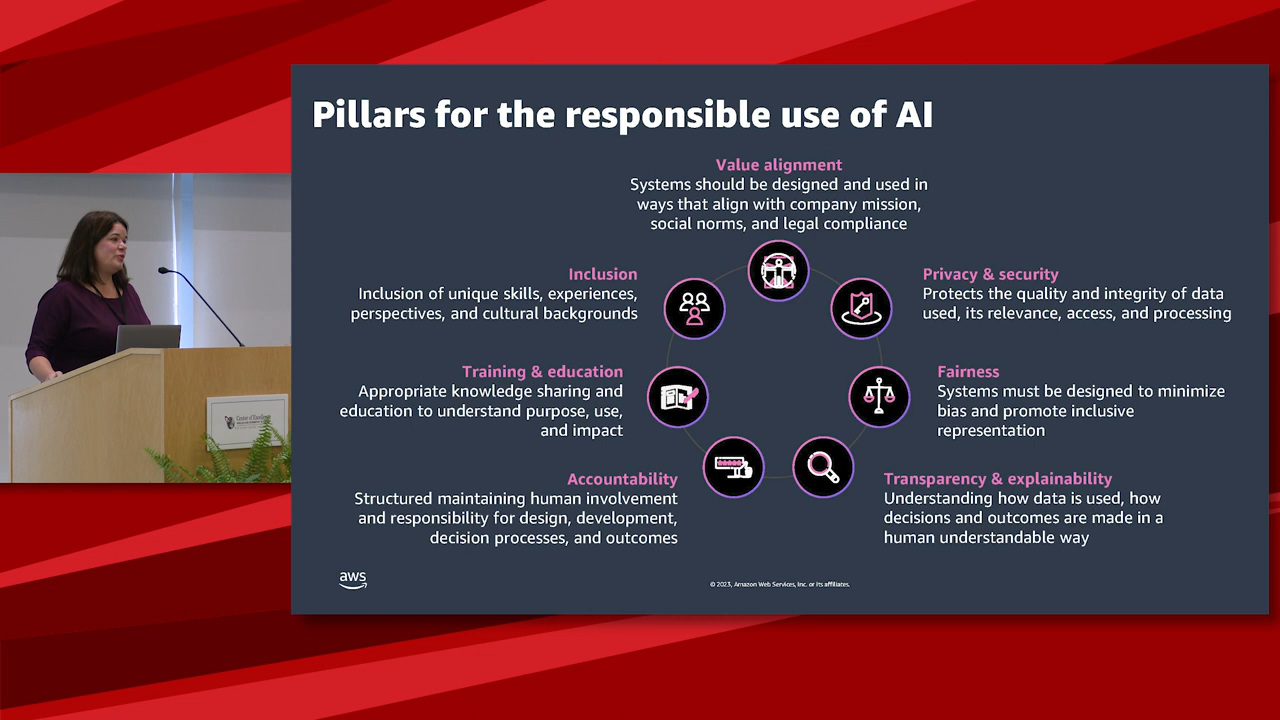 Pillars for the responsible use of AI
Value alignment
Systems should be designed and used in
ways that align with company mission,
social norms, and legal compliance
Inclusion
Inclusion of unique skills, experiences,
perspectives, and cultural backgrounds
Privacy & security
Protects the quality and integrity of data
used, its relevance, access, and processing
Training & education
Appropriate knowledge sharing and
education to understand purpose, use,
and impact
Fairness
Systems must be designed to minimize
bias and promote inclusive
representation
Accountability
Structured maintaining human involvement
and responsibility for design, development,
decision processes, and outcomes
Transparency & explainability
Understanding how data is used, how
decisions and outcomes are made in a
human understandable way
aws
© 2023, Amazon Web Services, Inc. or its affiliates.